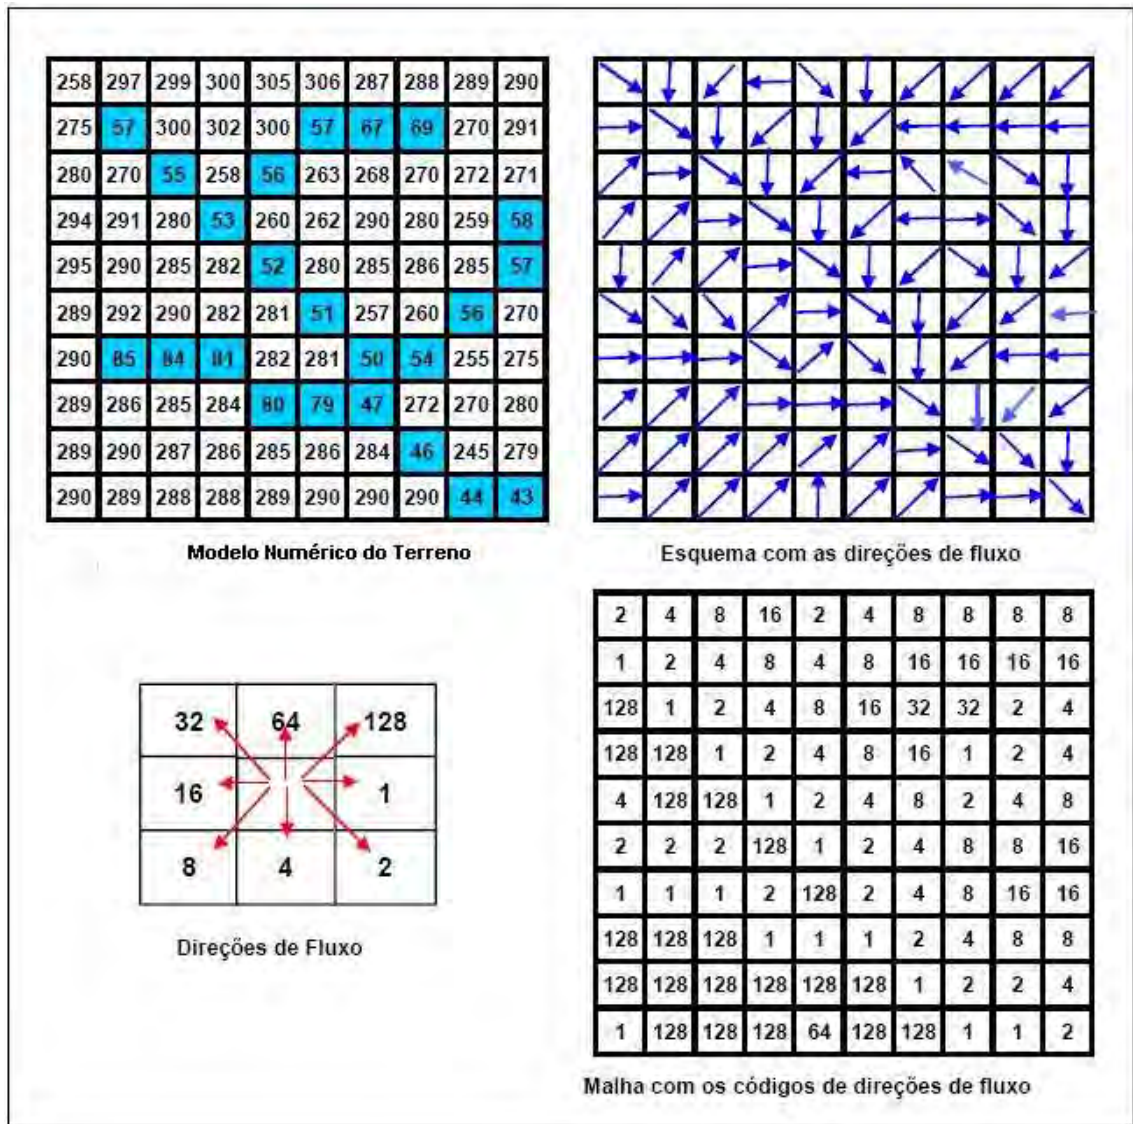 258 297 299 300 305 306 287 288 289 290
275 57 300 302 300 57 67 69 270 291
280 270 55 258 56 263 268 270 272 271
294 291 280 53 260 262 290 280 259 58
295 290 285 282 52 280 285 286 285 57
289 292 290 282 281 51 257 260 56 270
290 85 84 81 282 281 50 54 255 275
289 286 285 284 80 79 47 272 270 280
289 290 287 286 285 286 284 46 245 279
290 289 288 288 289 290 290 290 44 43
Modelo Numérico do Terreno
Esquema com as direções de fluxo
32 64 128
16 1
8 4 2
Direções de Fluxo
2 4 8 16 2 4 8 8 8 8
1 2 4 8 4 8 16 16 16 16
128 1 2 4 8 16 32 32 2 4
128 128 1 2 4 8 16 1 2 4
4 128 128 1 2 4 8 2 4 8
2 2 2 128 1 2 4 8 8 16
1 1 1 2 128 2 4 8 16 16
128 128 128 1 1 1 2 4 8 8
128 128 128 128 128 128 1 2 2 4
1 128 128 128 64 128 128 1 1 2
Malha com os códigos de direções de fluxo